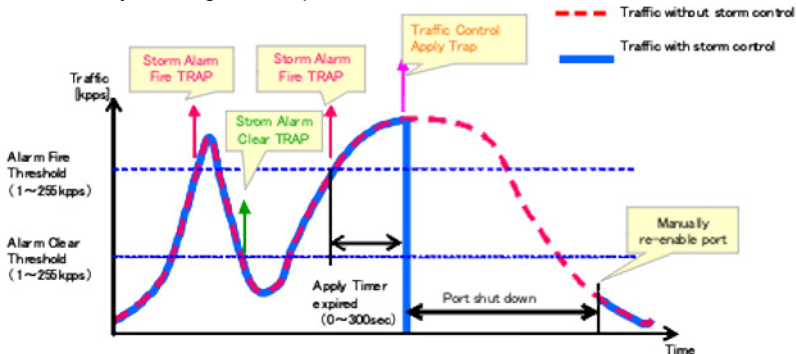 Traffic without storm control
Traffic with storm control
Traffic Control
Apply Trap
Storm Alarm
Fire TRAP
Storm Alarm
Fire TRAP
Strom Alarm
Clear TRAP
Traffic
[kpps]
Alarm Fire
Threshold
(1～255kpps)
Alarm Clear
Threshold
(1～255kpps)
Manually
re-enable port
Apply Timer
expired
(0～300sec)
Port shut down
Time